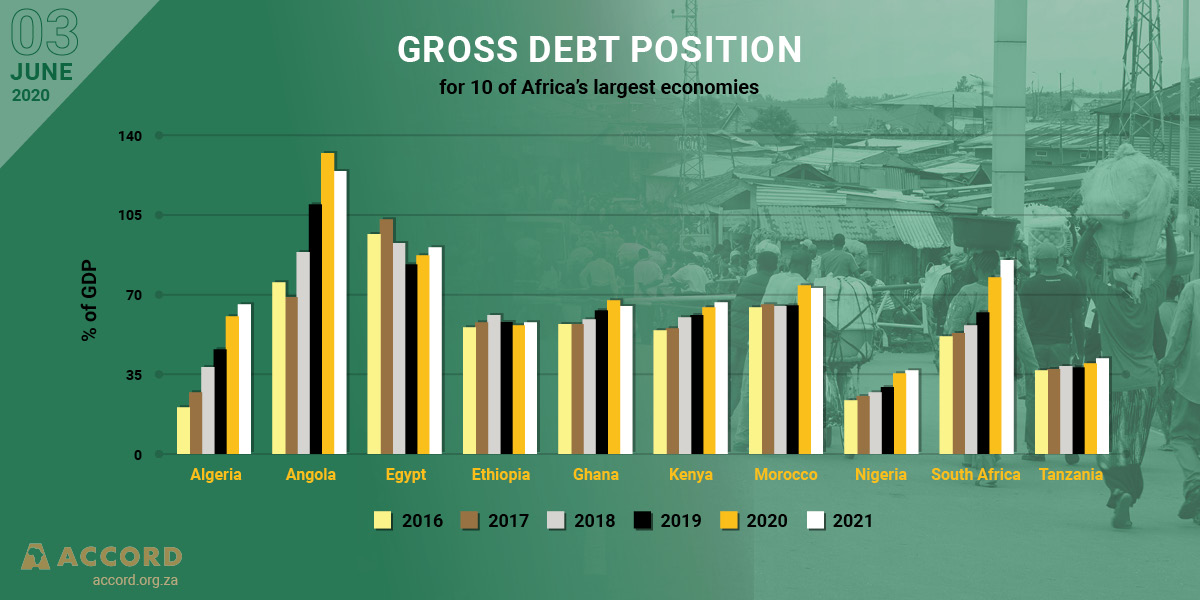 03
JUNE
2020
GROSS DEBT POSITION
for 10 of Africa's largest economies
% of GDP
140
105
70
35
0
Algeria Angola Egypt Ethiopia Ghana Kenya Morocco Nigeria South Africa Tanzania
2016 2017 2018 2019 2020 2021
ACCORD
accord.org.za